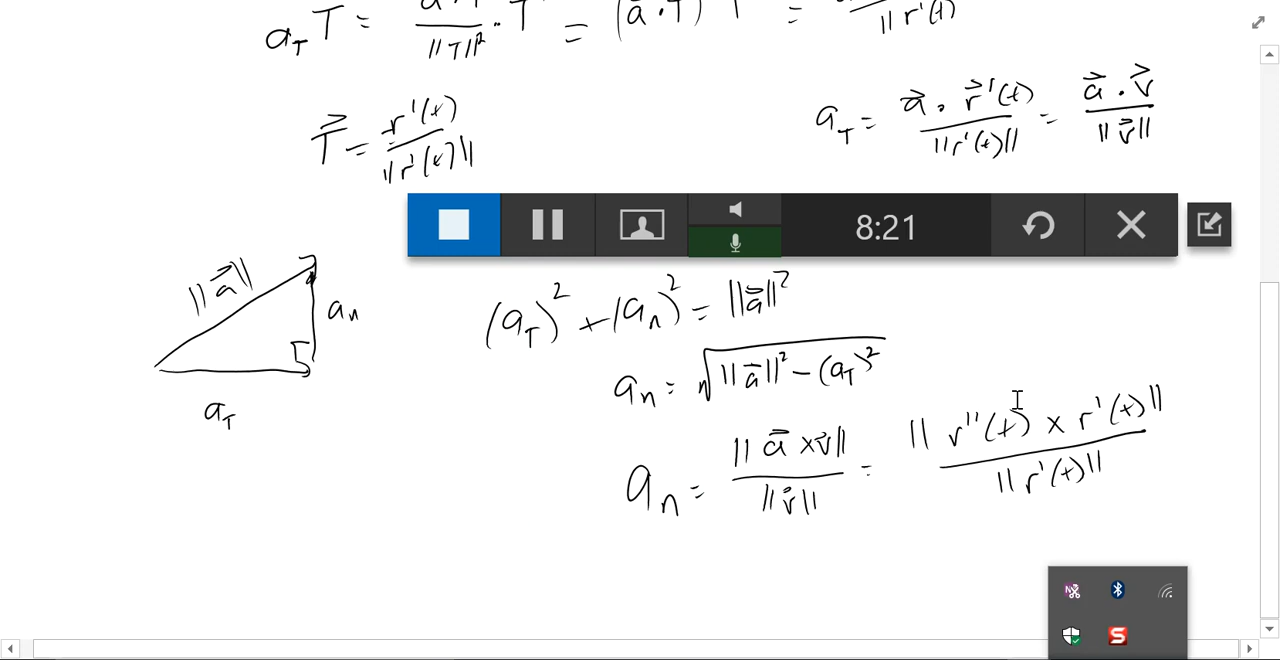 a_T T = (a · T)/||T||² · T = (a⃗ · T) T = /||r'(t)
T⃗ = r'(t)/||r'(t)||
a_T = (a⃗ · r⃗'(t))/||r'(t)|| = (a⃗ · v⃗)/||v⃗||
8:21
||a⃗||
a_n
a_T
(a_T)² + (a_n)² = ||a⃗||²
a_n = √(||a⃗||² − (a_T)²)
a_n = ||a⃗ × v⃗||/||v⃗|| = ||r''(t) × r'(t)||/||r'(t)||
N
S